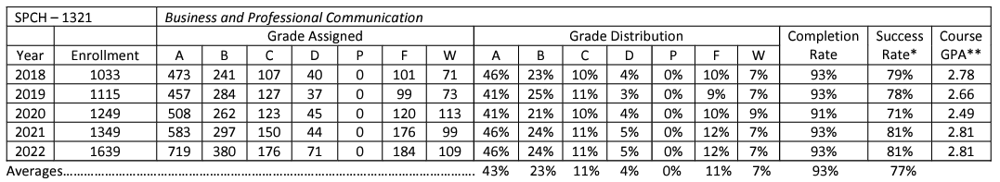 SPCH – 1321 Business and Professional Communication
Grade Assigned Grade Distribution Completion Success Course
Year Enrollment A B C D P F W A B C D P F W Rate Rate* GPA**
2018 1033 473 241 107 40 0 101 71 46% 23% 10% 4% 0% 10% 7% 93% 79% 2.78
2019 1115 457 284 127 37 0 99 73 41% 25% 11% 3% 0% 9% 7% 93% 78% 2.66
2020 1249 508 262 123 45 0 120 113 41% 21% 10% 4% 0% 10% 9% 91% 71% 2.49
2021 1349 583 297 150 44 0 176 99 46% 24% 11% 5% 0% 12% 7% 93% 81% 2.81
2022 1639 719 380 176 71 0 184 109 46% 24% 11% 5% 0% 12% 7% 93% 81% 2.81
Averages………………………………………………………………………………………. 43% 23% 11% 4% 0% 11% 7% 93% 77%